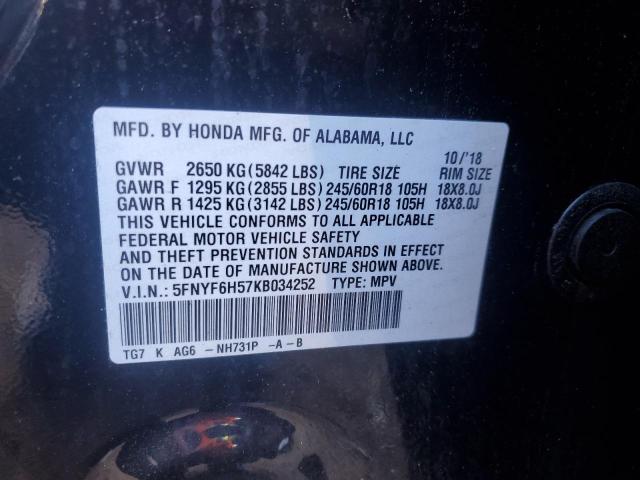 MFD. BY HONDA MFG. OF ALABAMA, LLC
10/'18
GVWR 2650 KG (5842 LBS) TIRE SIZE RIM SIZE
GAWR F 1295 KG (2855 LBS) 245/60R18 105H 18X8.0J
GAWR R 1425 KG (3142 LBS) 245/60R18 105H 18X8.0J
THIS VEHICLE CONFORMS TO ALL APPLICABLE
FEDERAL MOTOR VEHICLE SAFETY
AND THEFT PREVENTION STANDARDS IN EFFECT
ON THE DATE OF MANUFACTURE SHOWN ABOVE.
V.I.N.: 5FNYF6H57KB034252 TYPE: MPV
TG7 K AG6 -NH731P -A-B